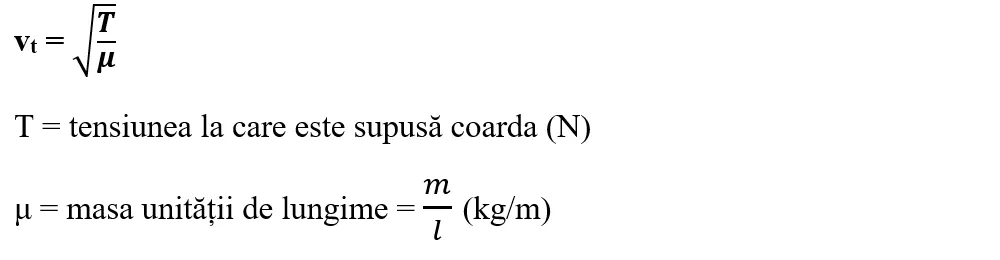 vₜ = √(T/μ)
T = tensiunea la care este supusă coarda (N)
μ = masa unității de lungime = m/l (kg/m)